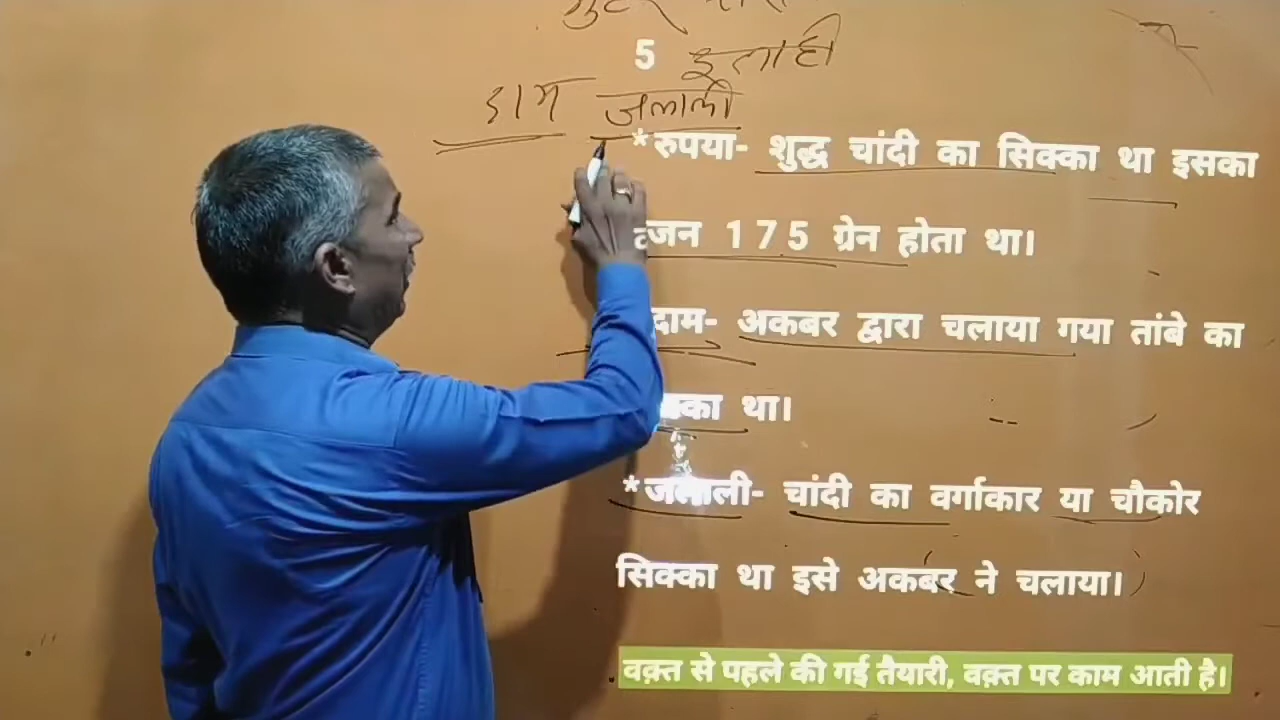 5 इलाही
दाम जलाली
*रुपया- शुद्ध चांदी का सिक्का था इसका
वजन 175 ग्रेन होता था।
दाम- अकबर द्वारा चलाया गया तांबे का
था।
*जलाली- चांदी का वर्गाकार या चौकोर
सिक्का था इसे अकबर ने चलाया।
वक़्त से पहले की गई तैयारी, वक़्त पर काम आती है।